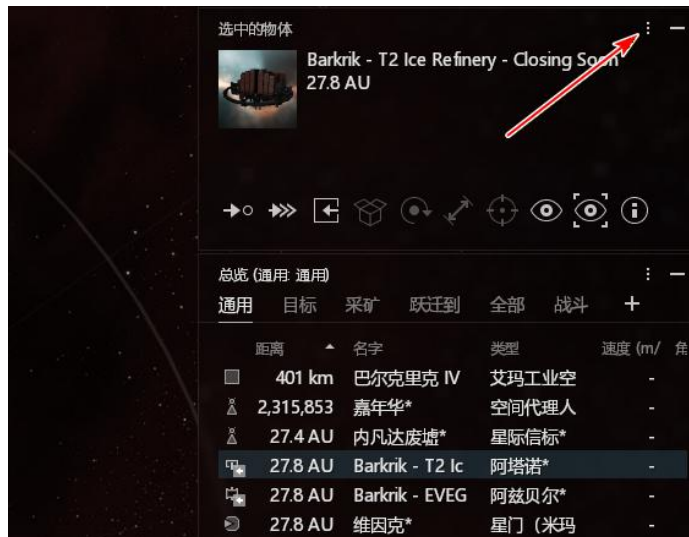 选中的物体
Barkrik - T2 Ice Refinery - Closing Soon*
27.8 AU
总览 (通用: 通用)
通用 目标 采矿 跃迁到 全部 战斗 +
距离 名字 类型 速度 (m/ 角
401 km 巴尔克里克 IV 艾玛工业空 -
2,315,853 嘉年华* 空间代理人 -
27.4 AU 内凡达废墟* 星际信标* -
27.8 AU Barkrik - T2 Ic 阿塔诺* -
27.8 AU Barkrik - EVEG 阿兹贝尔* -
27.8 AU 维因克* 星门（米玛 -